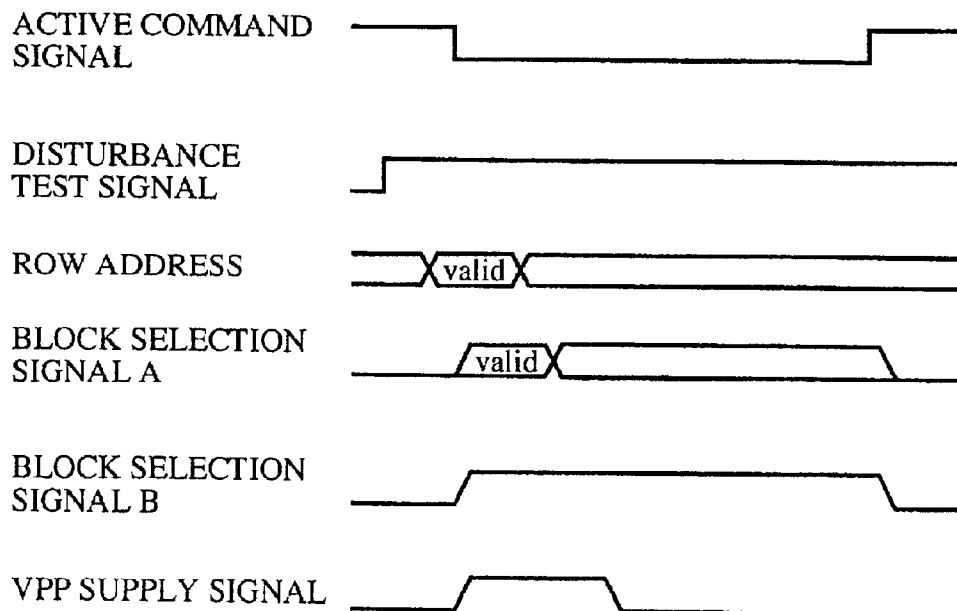 ACTIVE COMMAND
SIGNAL
DISTURBANCE
TEST SIGNAL
ROW ADDRESS
valid
BLOCK SELECTION
SIGNAL A
valid
BLOCK SELECTION
SIGNAL B
VPP SUPPLY SIGNAL